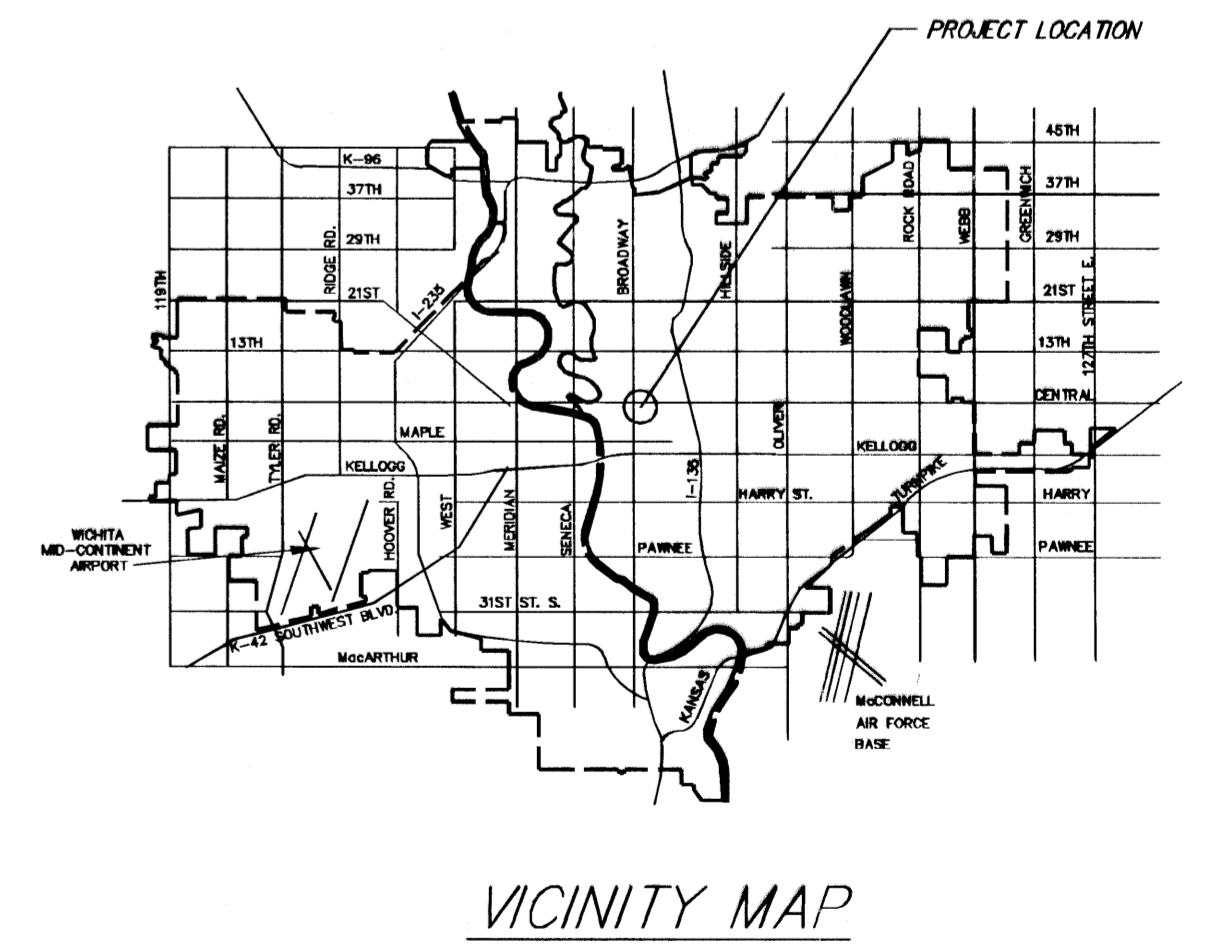 PROJECT LOCATION
45TH
K-96
37TH
37TH
29TH
29TH
RIDGE RD.
BROADWAY
HILLSIDE
ROCK ROAD
WEBB
GREENWICH
119TH
21ST
I-235
21ST
WOODLAWN
127TH STREET E.
13TH
13TH
CENTRAL
MAIZE RD.
TYLER RD.
MAPLE
OLIVER
KELLOGG
KELLOGG
I-135
HARRY ST.
TURNPIKE
HARRY
HOOVER RD.
WEST
MERIDIAN
SENECA
WICHITA
MID-CONTINENT
AIRPORT
PAWNEE
PAWNEE
31ST ST. S.
K-42 SOUTHWEST BLVD.
MacARTHUR
KANSAS
McCONNELL
AIR FORCE
BASE
VICINITY MAP